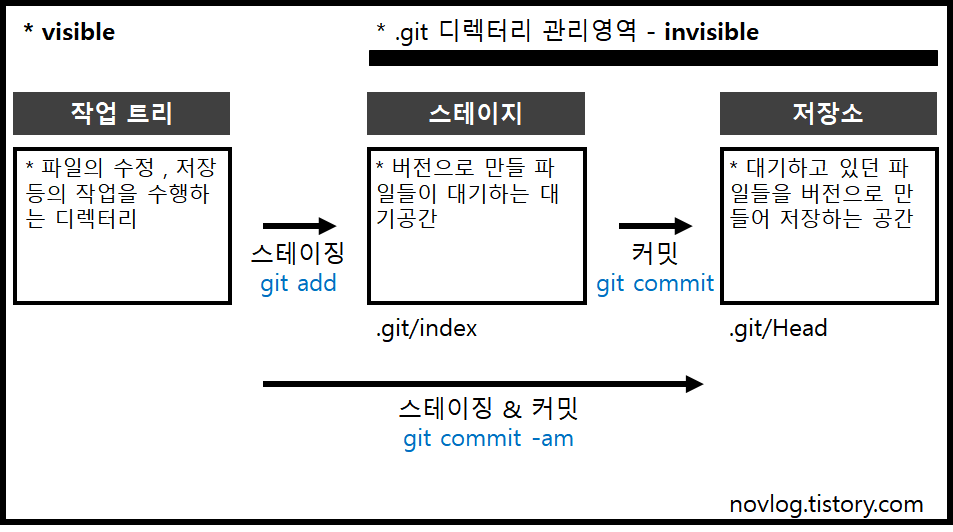 * visible
* .git 디렉터리 관리영역 - invisible
작업 트리
* 파일의 수정 , 저장
등의 작업을 수행하
는 디렉터리
스테이징
git add
스테이지
* 버전으로 만들 파
일들이 대기하는 대
기공간
.git/index
커밋
git commit
저장소
* 대기하고 있던 파
일들을 버전으로 만
들어 저장하는 공간
.git/Head
스테이징 & 커밋
git commit -am
novlog.tistory.com